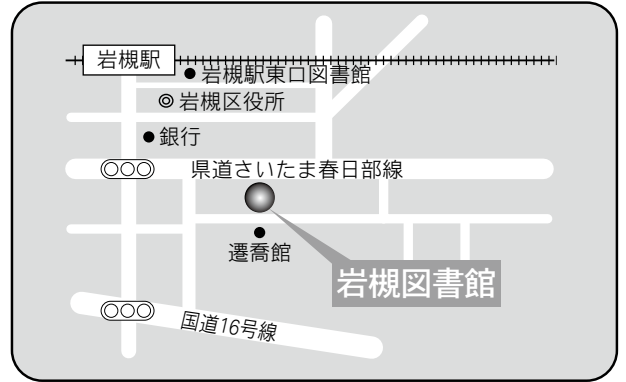 岩槻駅
岩槻駅東口図書館
岩槻区役所
銀行
県道さいたま春日部線
遷喬館
岩槻図書館
国道16号線